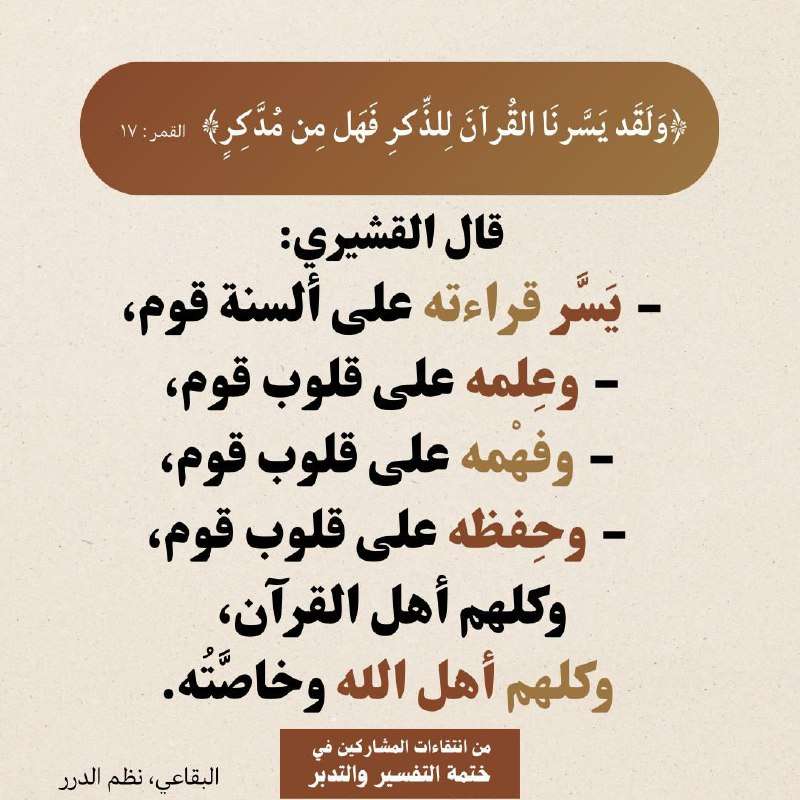 ﴿وَلَقَد يَسَّرنَا القُرآنَ لِلذِّكرِ فَهَل مِن مُدَّكِرٍ﴾ القمر: ١٧
قال القشيري:
- يَسَّر قراءته على ألسنة قوم،
- وعِلمه على قلوب قوم،
- وفهْمه على قلوب قوم،
- وحِفظه على قلوب قوم،
وكلهم أهل القرآن،
وكلهم أهل الله وخاصَّتُه.
من انتقاءات المشاركين في
ختمة التفسير والتدبر
البقاعي، نظم الدرر